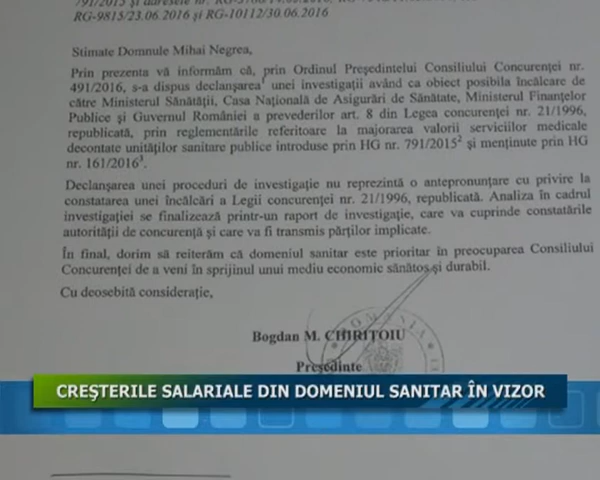 RG-9815/23.06.2016 și RG-10112/30.06.2016
Stimate Domnule Mihai Negrea,
Prin prezenta vă informăm că, prin Ordinul Președintelui Consiliului Concurenței nr.
491/2016, s-a dispus declanșarea¹ unei investigații având ca obiect posibila încălcare de
către Ministerul Sănătății, Casa Națională de Asigurări de Sănătate, Ministerul Finanțelor
Publice și Guvernul României a prevederilor art. 8 din Legea concurenței nr. 21/1996,
republicată, prin reglementările referitoare la majorarea valorii serviciilor medicale
decontate unităților sanitare publice introduse prin HG nr. 791/2015² și menținute prin HG
nr. 161/2016³.
Declanșarea unei proceduri de investigație nu reprezintă o antepronunțare cu privire la
constatarea unei încălcări a Legii concurenței nr. 21/1996, republicată. Analiza în cadrul
investigației se finalizează printr-un raport de investigație, care va cuprinde constatările
autorității de concurență și care va fi transmis părților implicate.
În final, dorim să reiterăm că domeniul sanitar este prioritar în preocuparea Consiliului
Concurenței de a veni în sprijinul unui mediu economic sănătos și durabil.
Cu deosebită considerație,
Bogdan M. CHIRIȚOIU
Președinte
CREȘTERILE SALARIALE DIN DOMENIUL SANITAR ÎN VIZOR